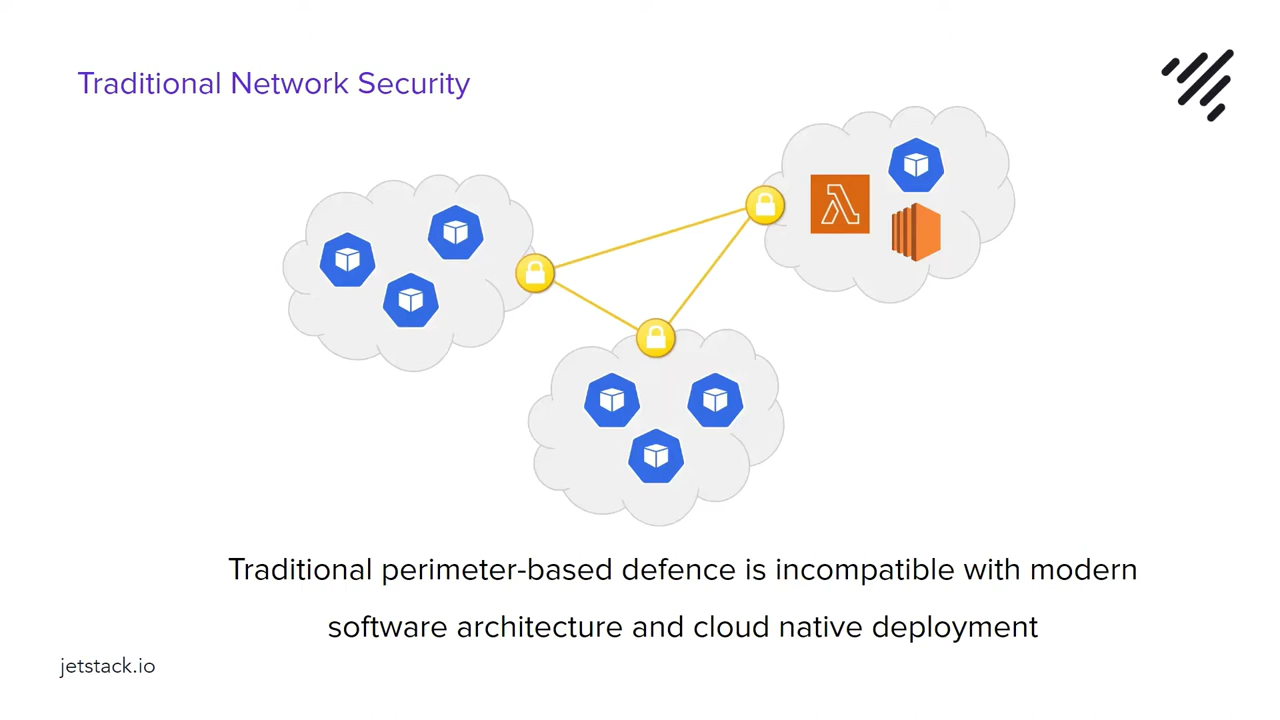 Traditional Network Security
Traditional perimeter-based defence is incompatible with modern
software architecture and cloud native deployment
jetstack.io